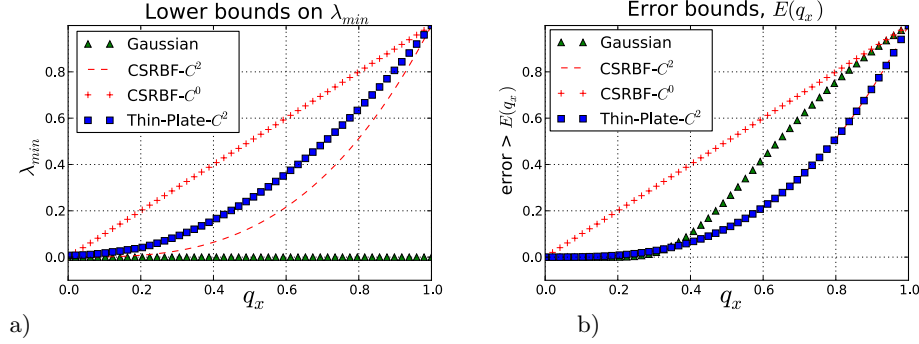 Lower bounds on λ_min
Gaussian
CSRBF-C²
CSRBF-C⁰
Thin-Plate-C²
λ_min
0.8
0.6
0.4
0.2
0.0
0.0 0.2 0.4 0.6 0.8 1.0
q_x
a)
Error bounds, E(q_x)
Gaussian
CSRBF-C²
CSRBF-C⁰
Thin-Plate-C²
error > E(q_x)
0.8
0.6
0.4
0.2
0.0
0.0 0.2 0.4 0.6 0.8 1.0
q_x
b)